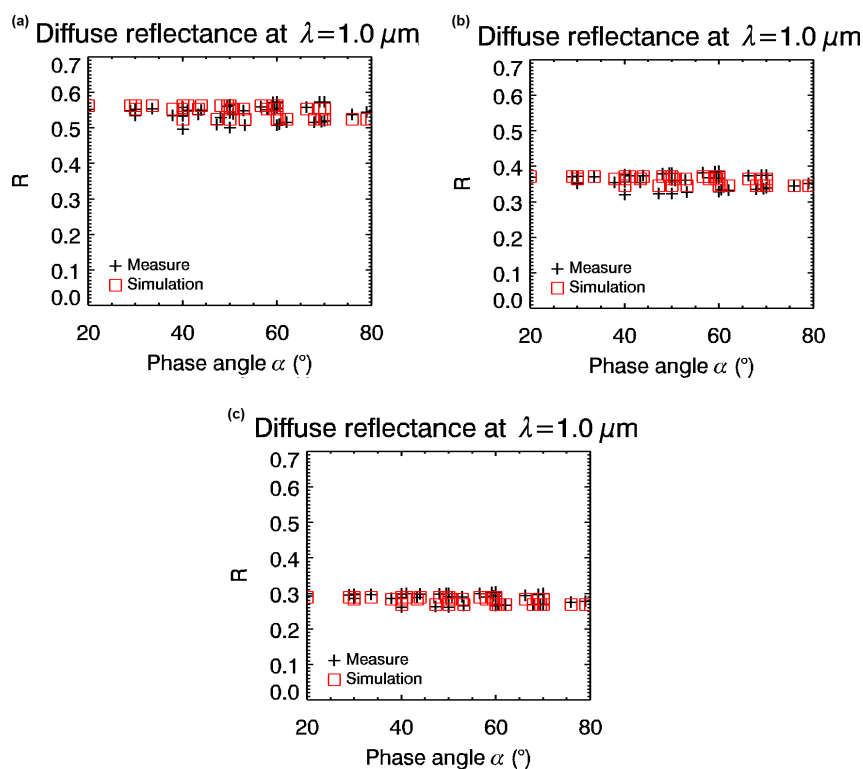 (a) Diffuse reflectance at λ=1.0 μm
0.7
0.6
0.5
0.4
0.3
0.2
0.1
0.0
R
Measure
Simulation
20 40 60 80
Phase angle α (°)
(b) Diffuse reflectance at λ=1.0 μm
0.7
0.6
0.5
0.4
0.3
0.2
0.1
0.0
R
Measure
Simulation
20 40 60 80
Phase angle α (°)
(c) Diffuse reflectance at λ=1.0 μm
0.7
0.6
0.5
0.4
0.3
0.2
0.1
0.0
R
Measure
Simulation
20 40 60 80
Phase angle α (°)